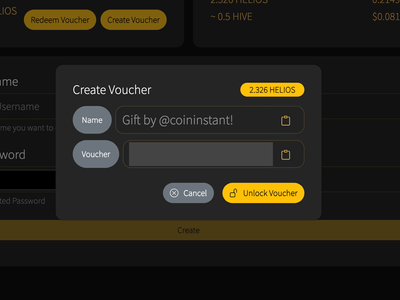 LIOS
Redeem Voucher Create Voucher
2.326 HELIOS
~ 0.5 HIVE
$0.081
Create Voucher
2.326 HELIOS
Name
Gift by @coininstant!
Voucher
Cancel
Unlock Voucher
ame
Username
me you want to
word
ted Password
Create